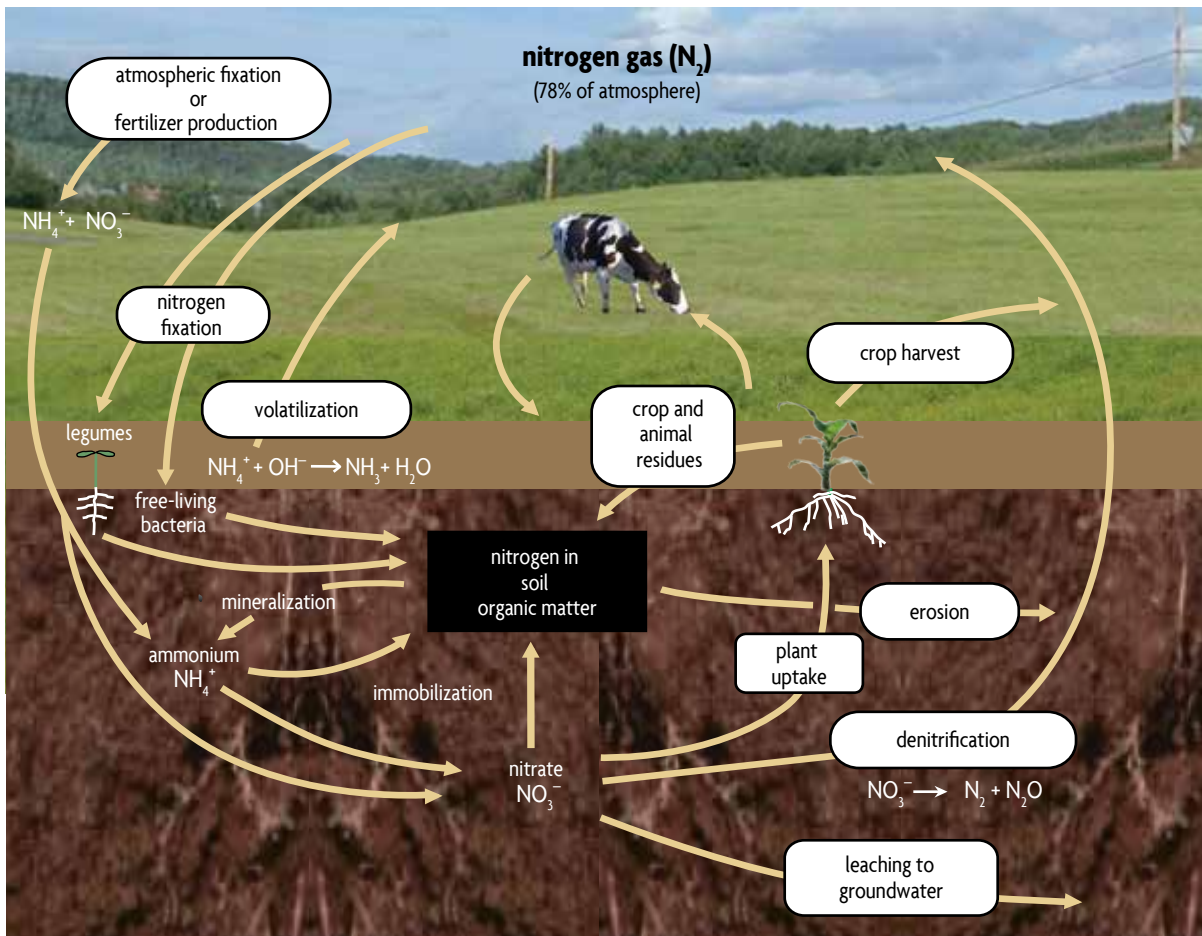 nitrogen gas (N₂)
(78% of atmosphere)
atmospheric fixation
or
fertilizer production
NH₄⁺ + NO₃⁻
nitrogen
fixation
volatilization
NH₄⁺ + OH⁻ → NH₃ + H₂O
legumes
free-living
bacteria
crop harvest
crop and
animal
residues
nitrogen in
soil
organic matter
mineralization
ammonium
NH₄⁺
immobilization
erosion
plant
uptake
nitrate
NO₃⁻
denitrification
NO₃⁻ → N₂ + N₂O
leaching to
groundwater